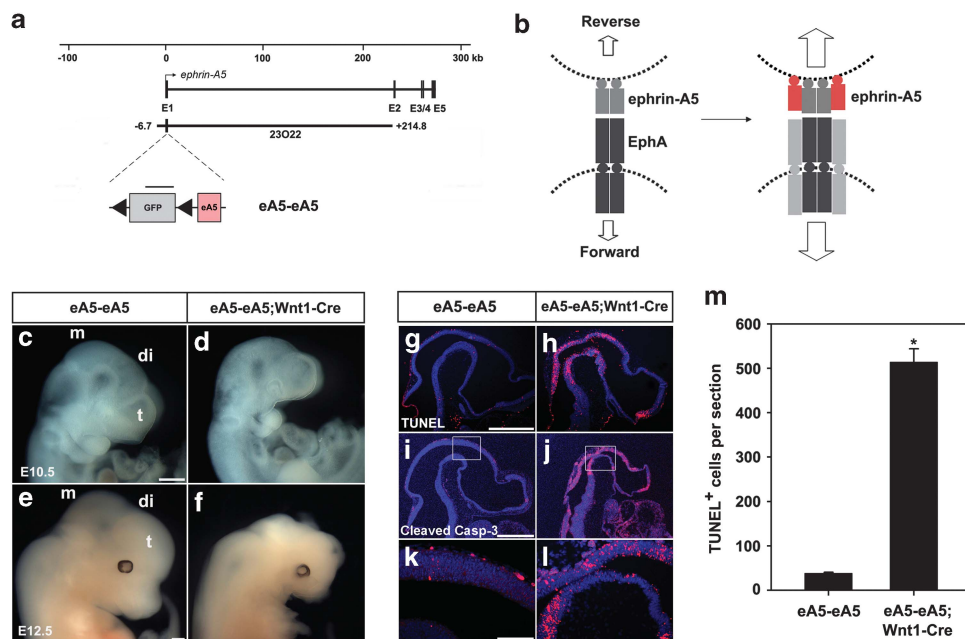 a
-100 0 100 200 300 kb
ephrin-A5
E1 E2 E3/4 E5
-6.7 23O22 +214.8
GFP eA5 eA5-eA5
b
Reverse
ephrin-A5 ephrin-A5
EphA
Forward
eA5-eA5 eA5-eA5;Wnt1-Cre
c m di t E10.5 d
e m di t E12.5 f
eA5-eA5 eA5-eA5;Wnt1-Cre
g TUNEL h
i Cleaved Casp-3 j
k l
m
TUNEL+ cells per section
600
*
500
400
300
200
100
0
eA5-eA5 eA5-eA5;
Wnt1-Cre